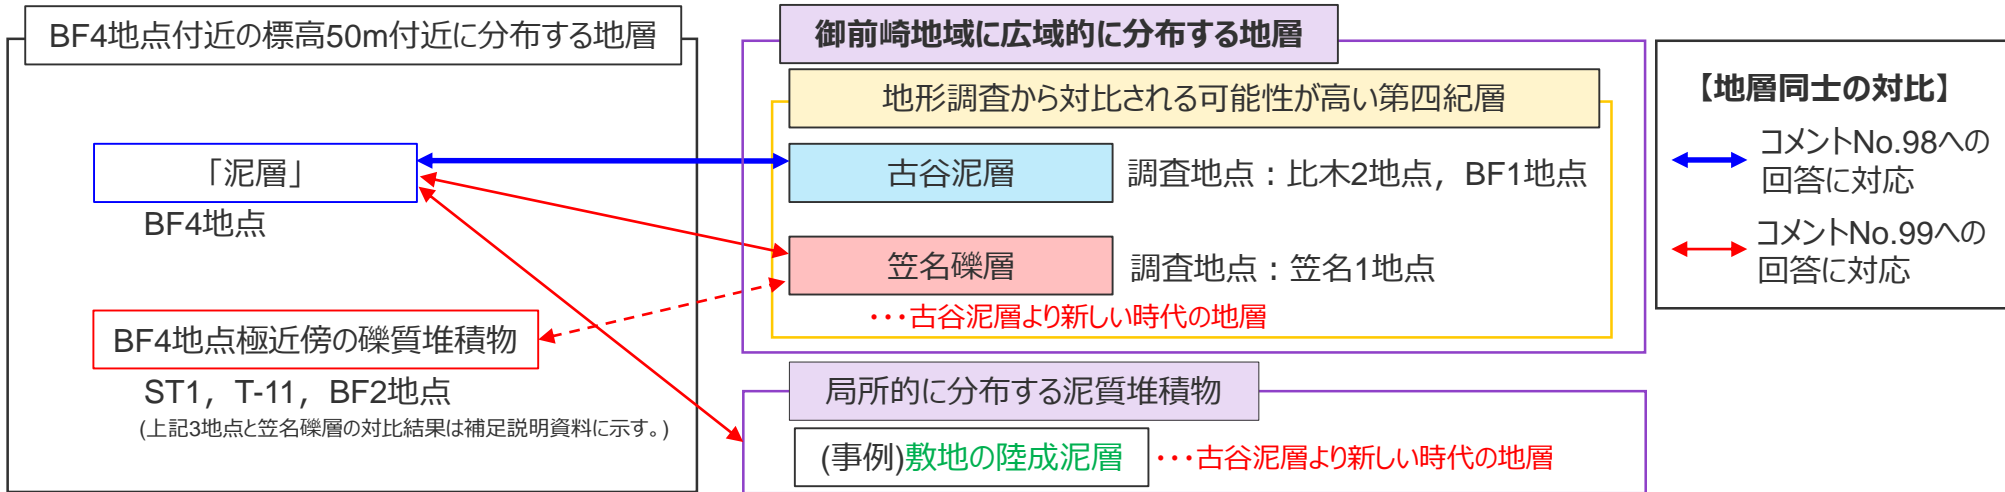 BF4地点付近の標高50m付近に分布する地層
「泥層」
BF4地点
BF4地点極近傍の礫質堆積物
ST1，T-11，BF2地点
(上記3地点と笠名礫層の対比結果は補足説明資料に示す。)
御前崎地域に広域的に分布する地層
地形調査から対比される可能性が高い第四紀層
古谷泥層 調査地点：比木2地点，BF1地点
笠名礫層 調査地点：笠名1地点
･･･古谷泥層より新しい時代の地層
局所的に分布する泥質堆積物
(事例)敷地の陸成泥層 ･･･古谷泥層より新しい時代の地層
【地層同士の対比】
コメントNo.98への
回答に対応
コメントNo.99への
回答に対応